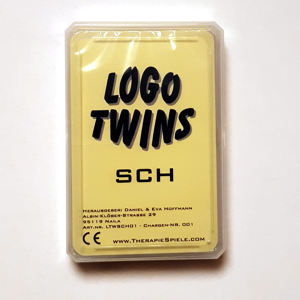 LOGO
TWINS
SCH
Herausgeber: Daniel & Eva Hoffmann
Albin-Klöber-Strasse 29
95119 Naila
Art.nr. LTWSCH01 - Chargen-NR. 001
CE www.TherapieSpiele.com